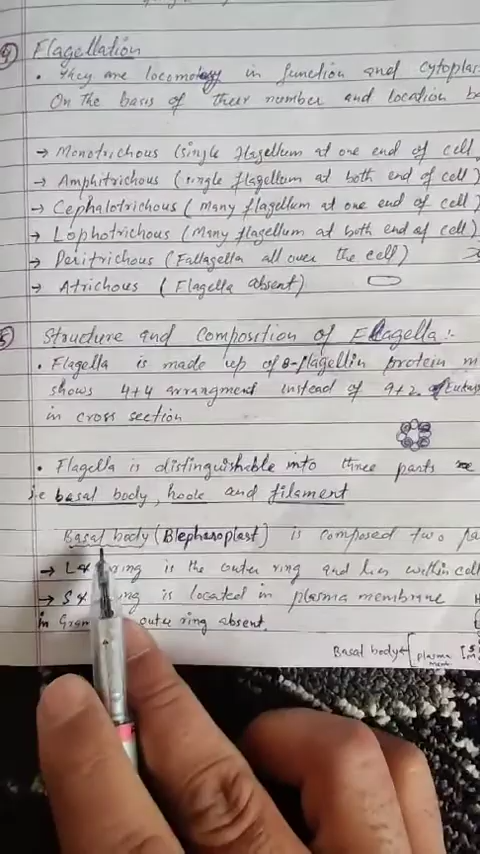 4 Flagellation
• They are locomotory in function and cytoplas
On the basis of their number and location b
→ Monotrichous (single flagellum at one end of cell
→ Amphitrichous (single flagellum at both end of cell)
→ Cephalotrichous (Many flagellum at one end of cell)
→ Lophotrichous (Many flagellum at both end of cell)
→ Peritrichous (Fallagella all over the cell)
→ Atrichous (Flagella absent)
5 Structure and Composition of Flagella:-
• Flagella is made up of 8-flagellin protein m
shows 4+4 arrangment instead of 9+2 of Eukar
in cross section
• Flagella is distinguishable into three parts
ie basal body, hook and filament
Basal body (Blepharoplast) is composed two pa
→ L ring is the outer ring and lies within cell
→ S ring is located in plasma membrane
in Gram outer ring absent.
Basal body plasma